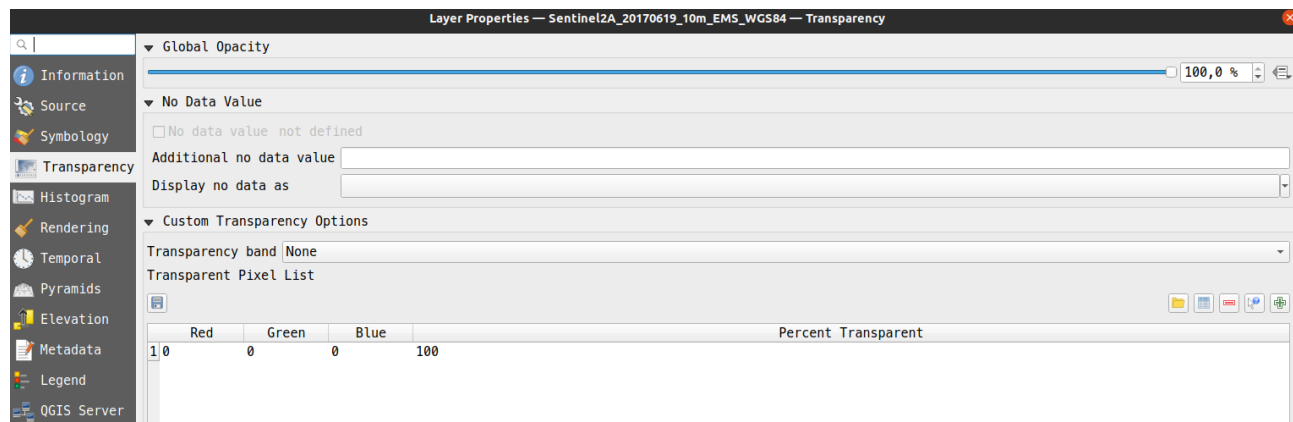 Layer Properties — Sentinel2A_20170619_10m_EMS_WGS84 — Transparency
Information
Source
Symbology
Transparency
Histogram
Rendering
Temporal
Pyramids
Elevation
Metadata
Legend
QGIS Server
Global Opacity
100,0 %
No Data Value
No data value not defined
Additional no data value
Display no data as
Custom Transparency Options
Transparency band None
Transparent Pixel List
Red Green Blue Percent Transparent
1 0 0 0 100